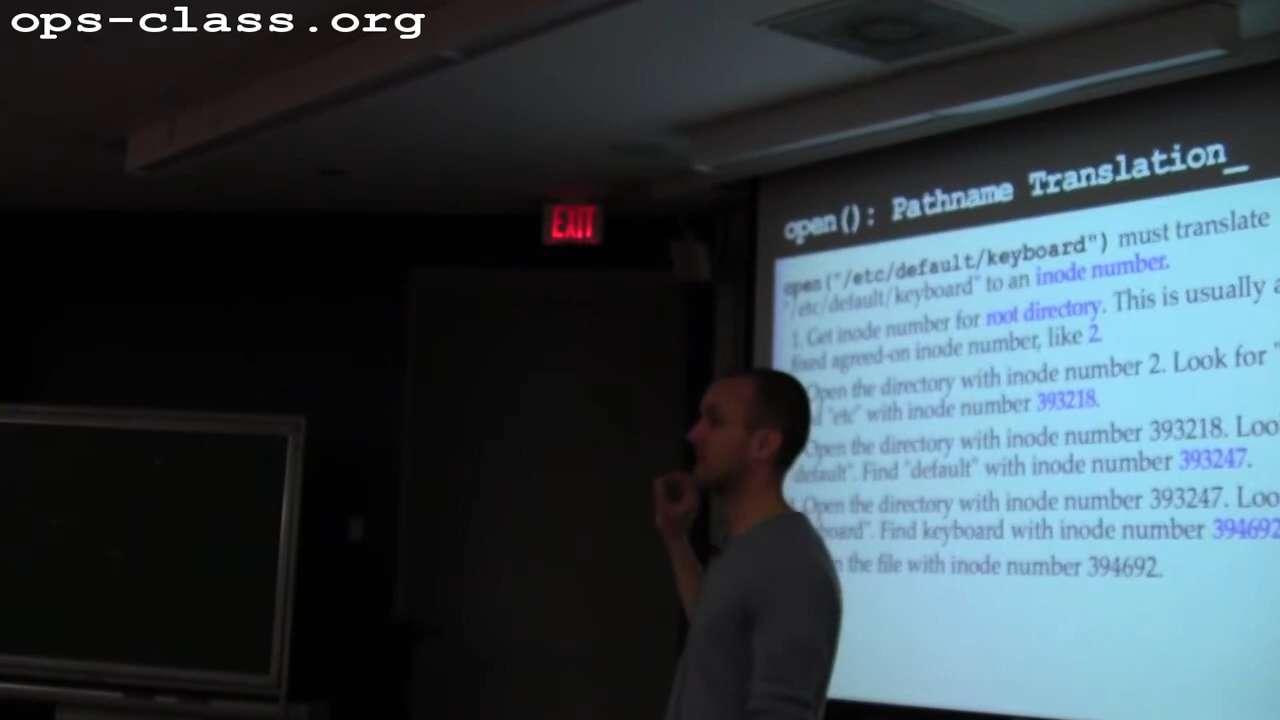 ops-class.org
EXIT
open(): Pathname Translation_
open("/etc/default/keyboard") must translate
"/etc/default/keyboard" to an inode number.
1. Get inode number for root directory. This is usually a
fixed agreed-on inode number, like 2.
Open the directory with inode number 2. Look for "
"etc" with inode number 393218.
Open the directory with inode number 393218. Loo
default". Find "default" with inode number 393247.
Open the directory with inode number 393247. Loo
board". Find keyboard with inode number 394692
the file with inode number 394692.